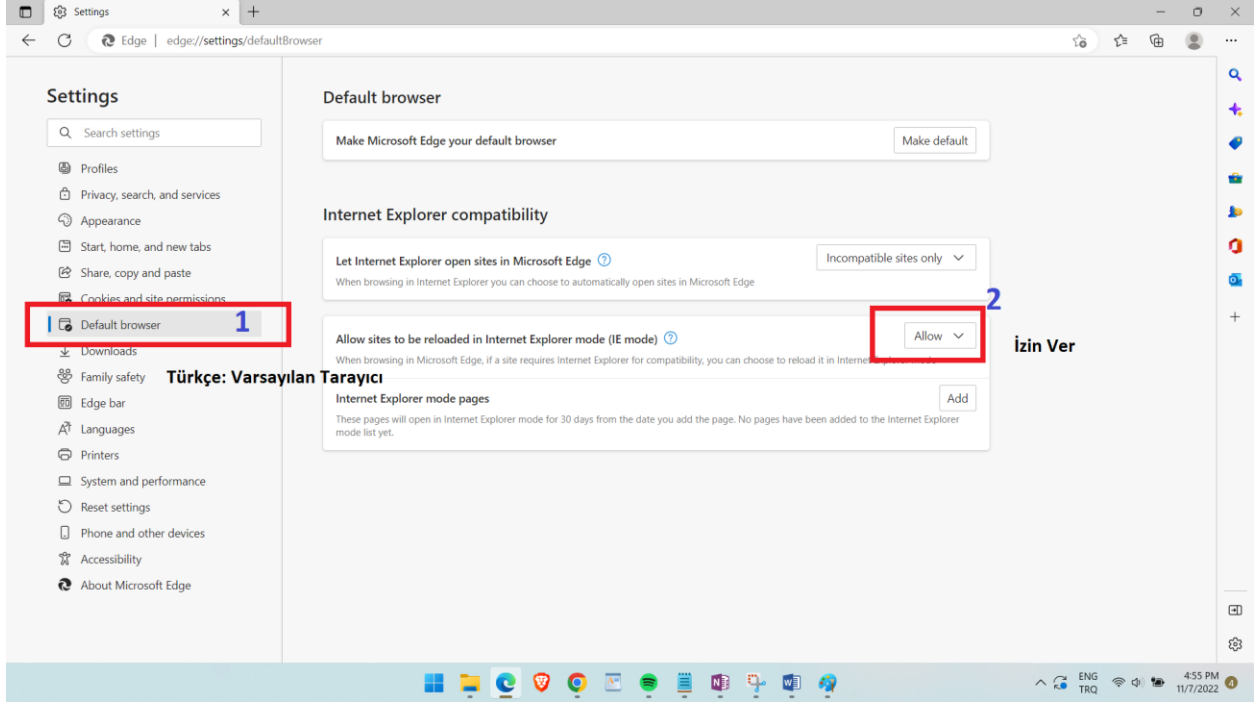 Settings
Edge | edge://settings/defaultBrowser
Settings
Search settings
Profiles
Privacy, search, and services
Appearance
Start, home, and new tabs
Share, copy and paste
Cookies and site permissions
Default browser
1
Downloads
Family safety
Türkçe: Varsayılan Tarayıcı
Edge bar
Languages
Printers
System and performance
Reset settings
Phone and other devices
Accessibility
About Microsoft Edge
Default browser
Make Microsoft Edge your default browser
Make default
Internet Explorer compatibility
Let Internet Explorer open sites in Microsoft Edge
Incompatible sites only
When browsing in Internet Explorer you can choose to automatically open sites in Microsoft Edge
2
Allow sites to be reloaded in Internet Explorer mode (IE mode)
Allow
İzin Ver
When browsing in Microsoft Edge, if a site requires Internet Explorer for compatibility, you can choose to reload it in Internet Explorer mode
Internet Explorer mode pages
Add
These pages will open in Internet Explorer mode for 30 days from the date you add the page. No pages have been added to the Internet Explorer
mode list yet.
ENG
TRQ
4:55 PM
11/7/2022
4